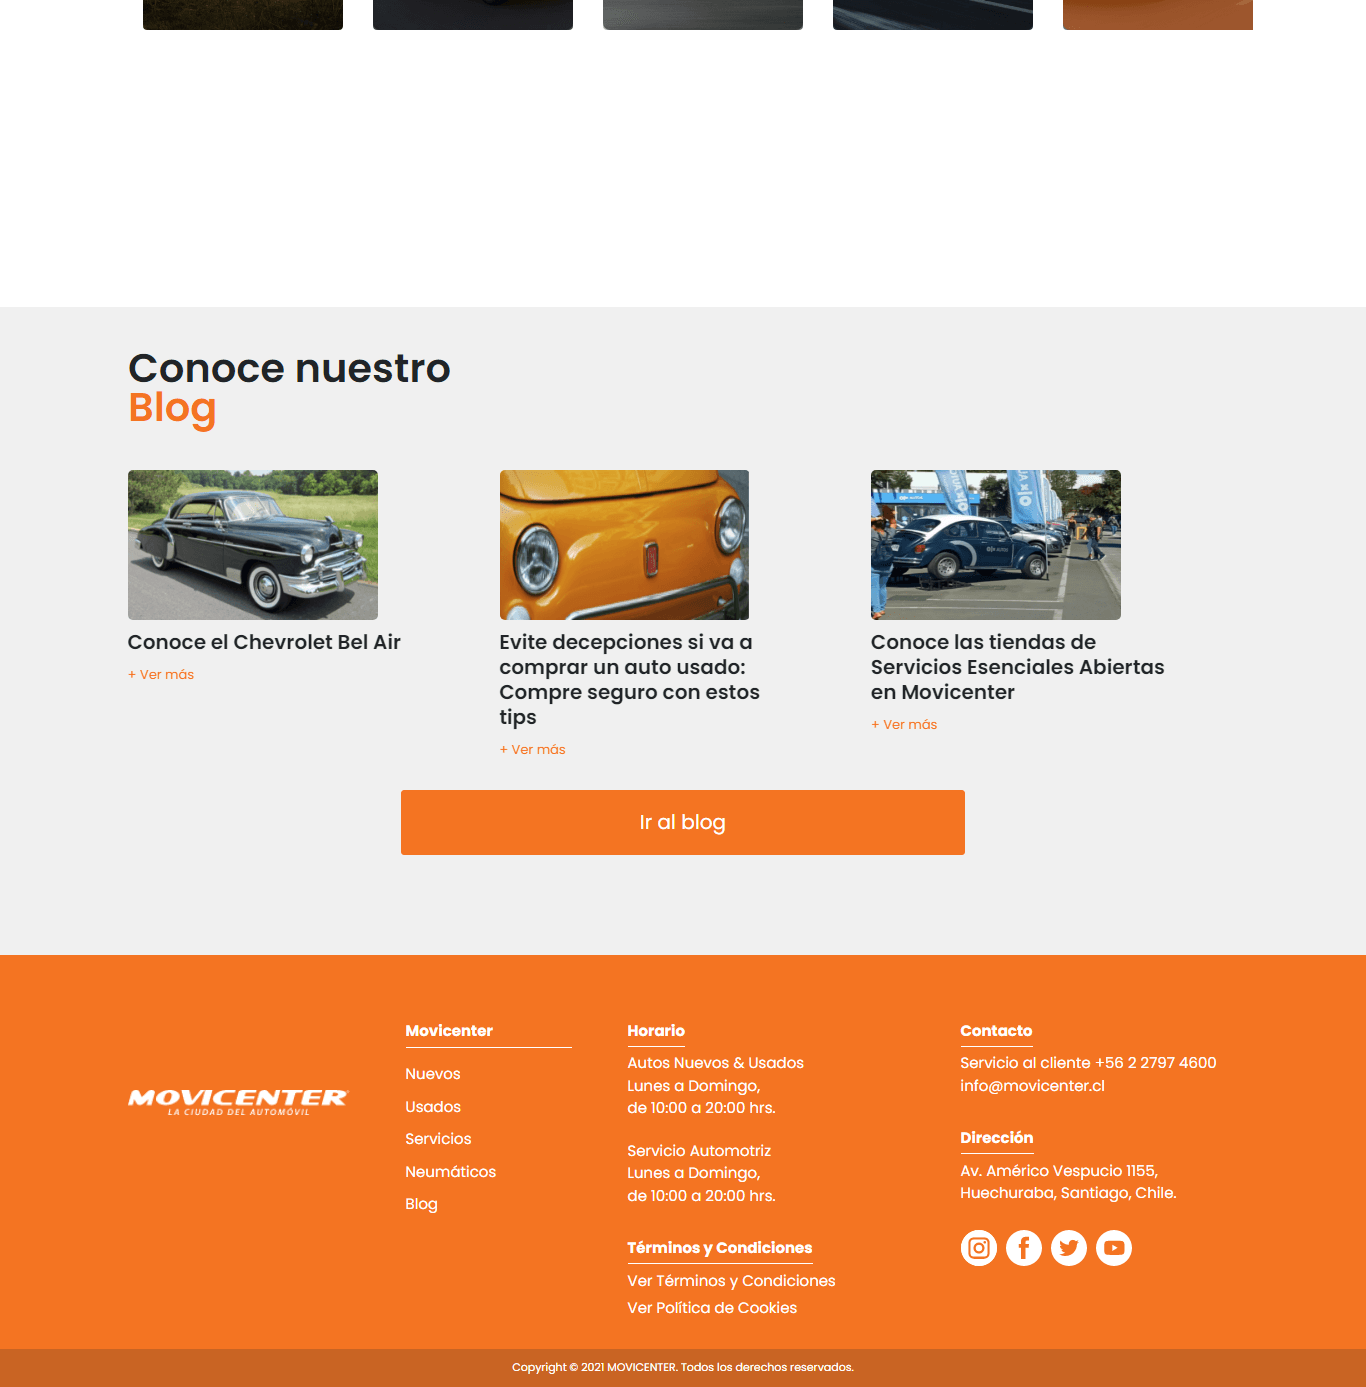 Conoce nuestro
Blog
Conoce el Chevrolet Bel Air
+ Ver más
Evite decepciones si va a
comprar un auto usado:
Compre seguro con estos
tips
+ Ver más
Conoce las tiendas de
Servicios Esenciales Abiertas
en Movicenter
+ Ver más
Ir al blog
MOVICENTER
LA CIUDAD DEL AUTOMÓVIL
Movicenter
Nuevos
Usados
Servicios
Neumáticos
Blog
Horario
Autos Nuevos & Usados
Lunes a Domingo,
de 10:00 a 20:00 hrs.
Servicio Automotriz
Lunes a Domingo,
de 10:00 a 20:00 hrs.
Términos y Condiciones
Ver Términos y Condiciones
Ver Política de Cookies
Contacto
Servicio al cliente +56 2 2797 4600
info@movicenter.cl
Dirección
Av. Américo Vespucio 1155,
Huechuraba, Santiago, Chile.
Copyright © 2021 MOVICENTER. Todos los derechos reservados.